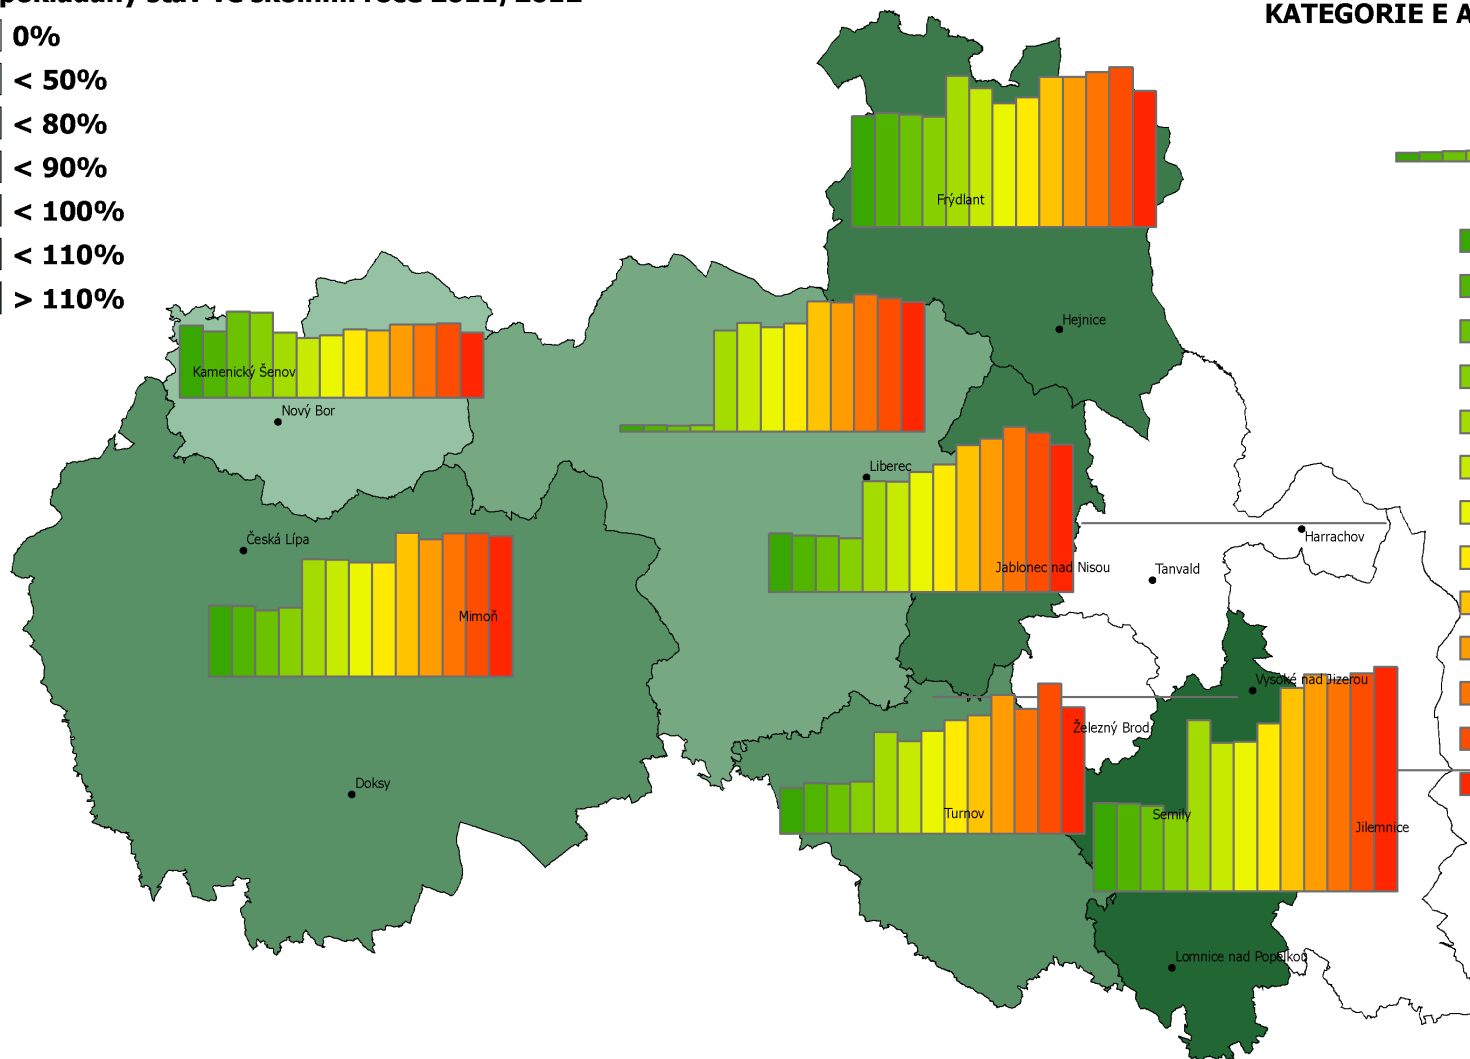 KATEGORIE E A
0%
< 50%
< 80%
< 90%
< 100%
< 110%
> 110%
Frýdlant
Hejnice
Kamenický Šenov
Nový Bor
Liberec
Harrachov
Česká Lípa
Jablonec nad Nisou
Tanvald
Mimoň
Vysoké nad Jizerou
Železný Brod
Doksy
Turnov
Semily
Jilemnice
Lomnice nad Popelkou